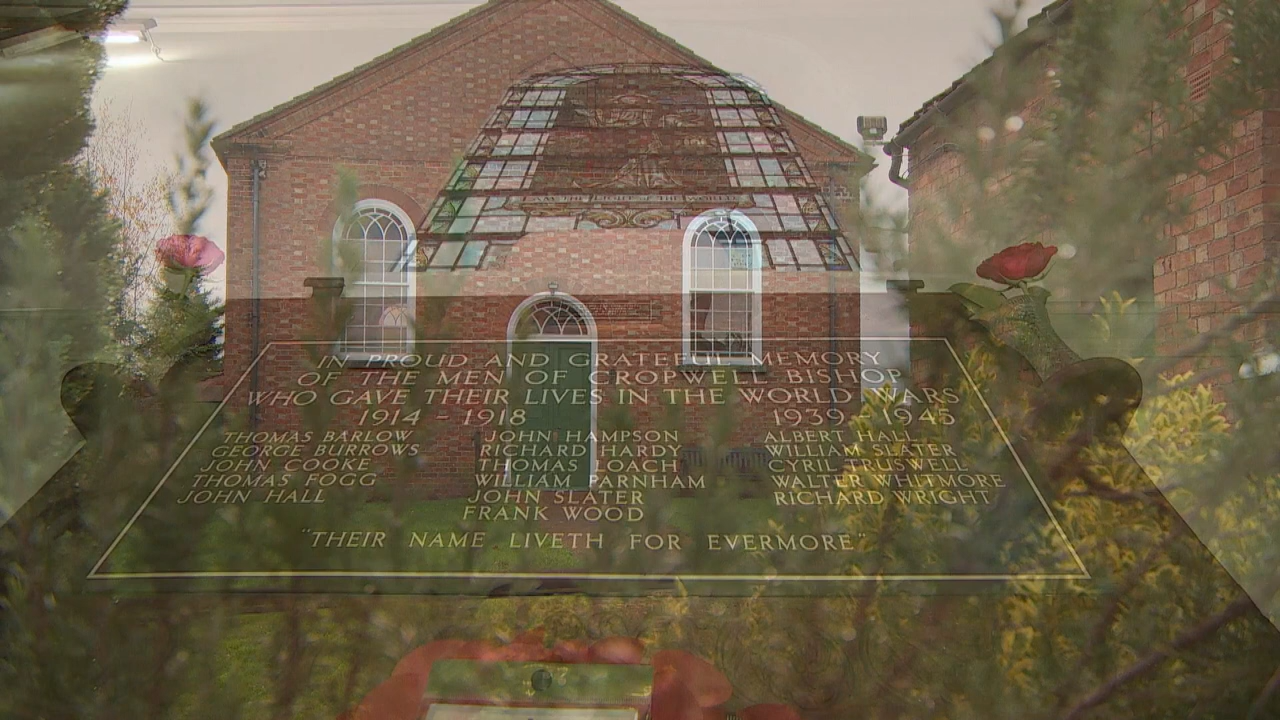 IN PROUD AND GRATEFUL MEMORY
OF THE MEN OF CROPWELL BISHOP
WHO GAVE THEIR LIVES IN THE WORLD WARS
1914 - 1918 1939 - 1945
THOMAS BARLOW JOHN HAMPSON ALBERT HALL
GEORGE BURROWS RICHARD HARDY WILLIAM SLATER
JOHN COOKE THOMAS LOACH CYRIL TRUSWELL
THOMAS FOGG WILLIAM PARNHAM WALTER WHITMORE
JOHN HALL JOHN SLATER RICHARD WRIGHT
FRANK WOOD
"THEIR NAME LIVETH FOR EVERMORE"